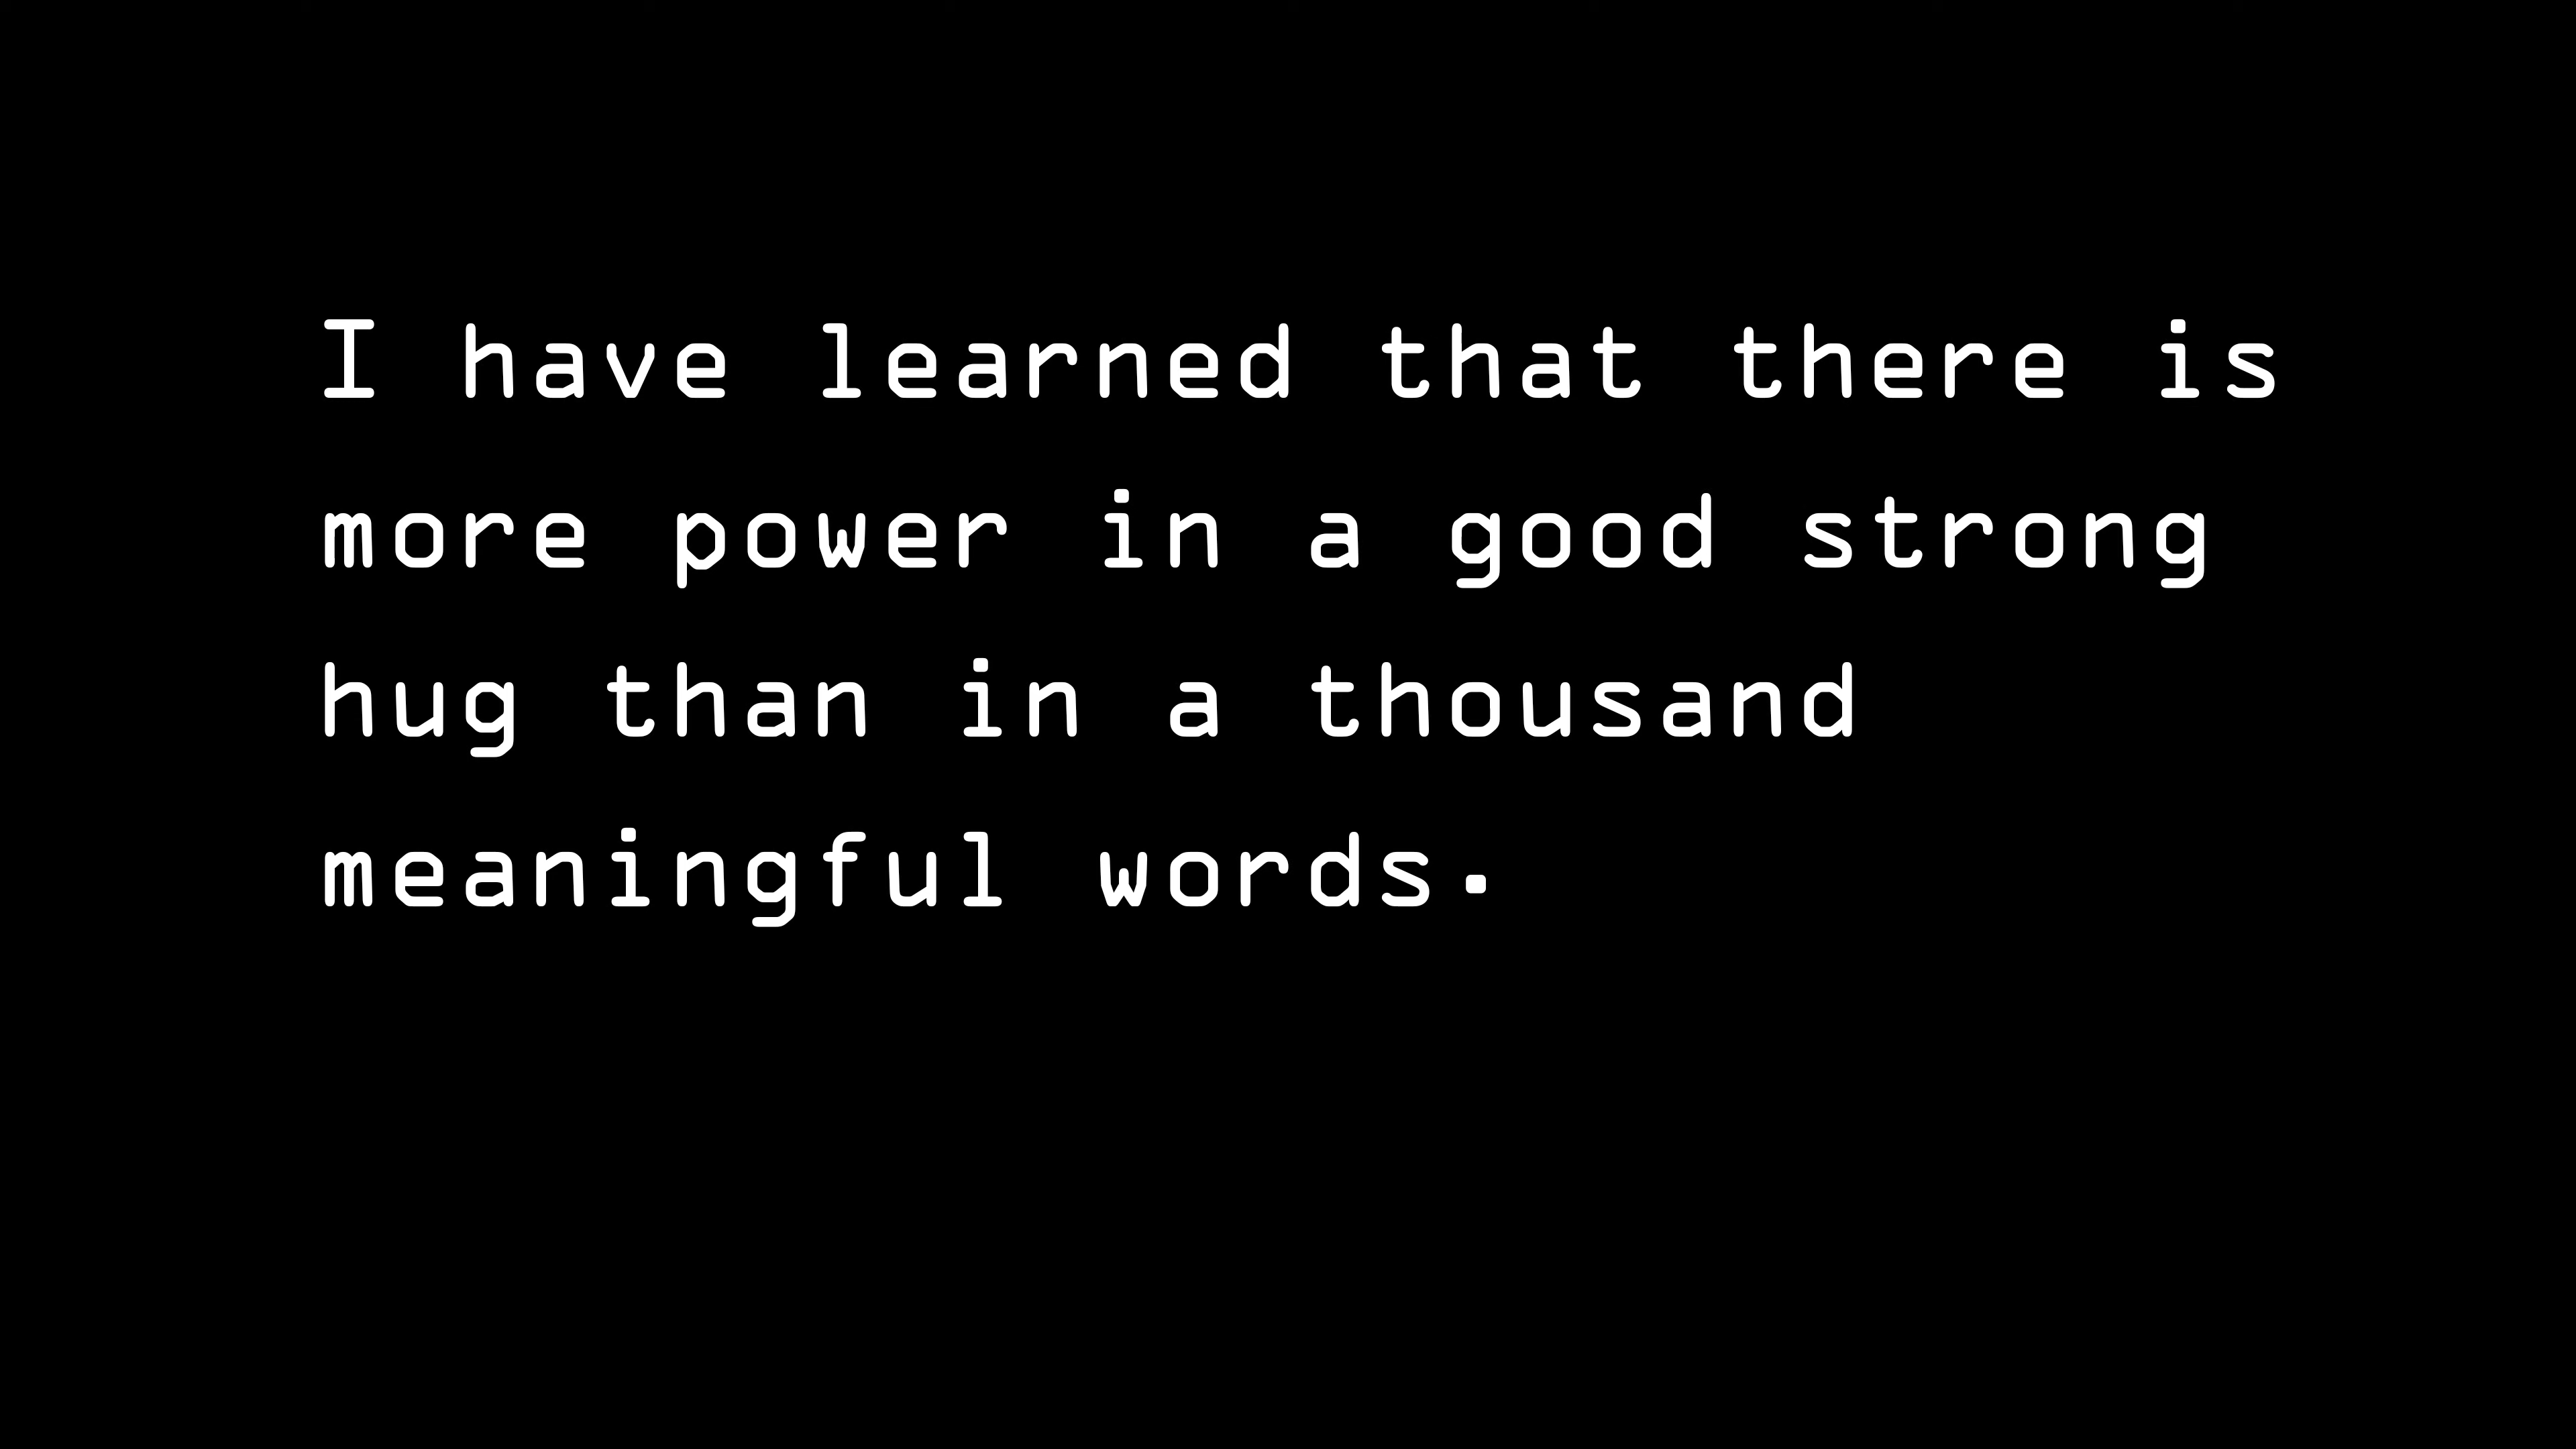 I have learned that there is
more power in a good strong
hug than in a thousand
meaningful words.